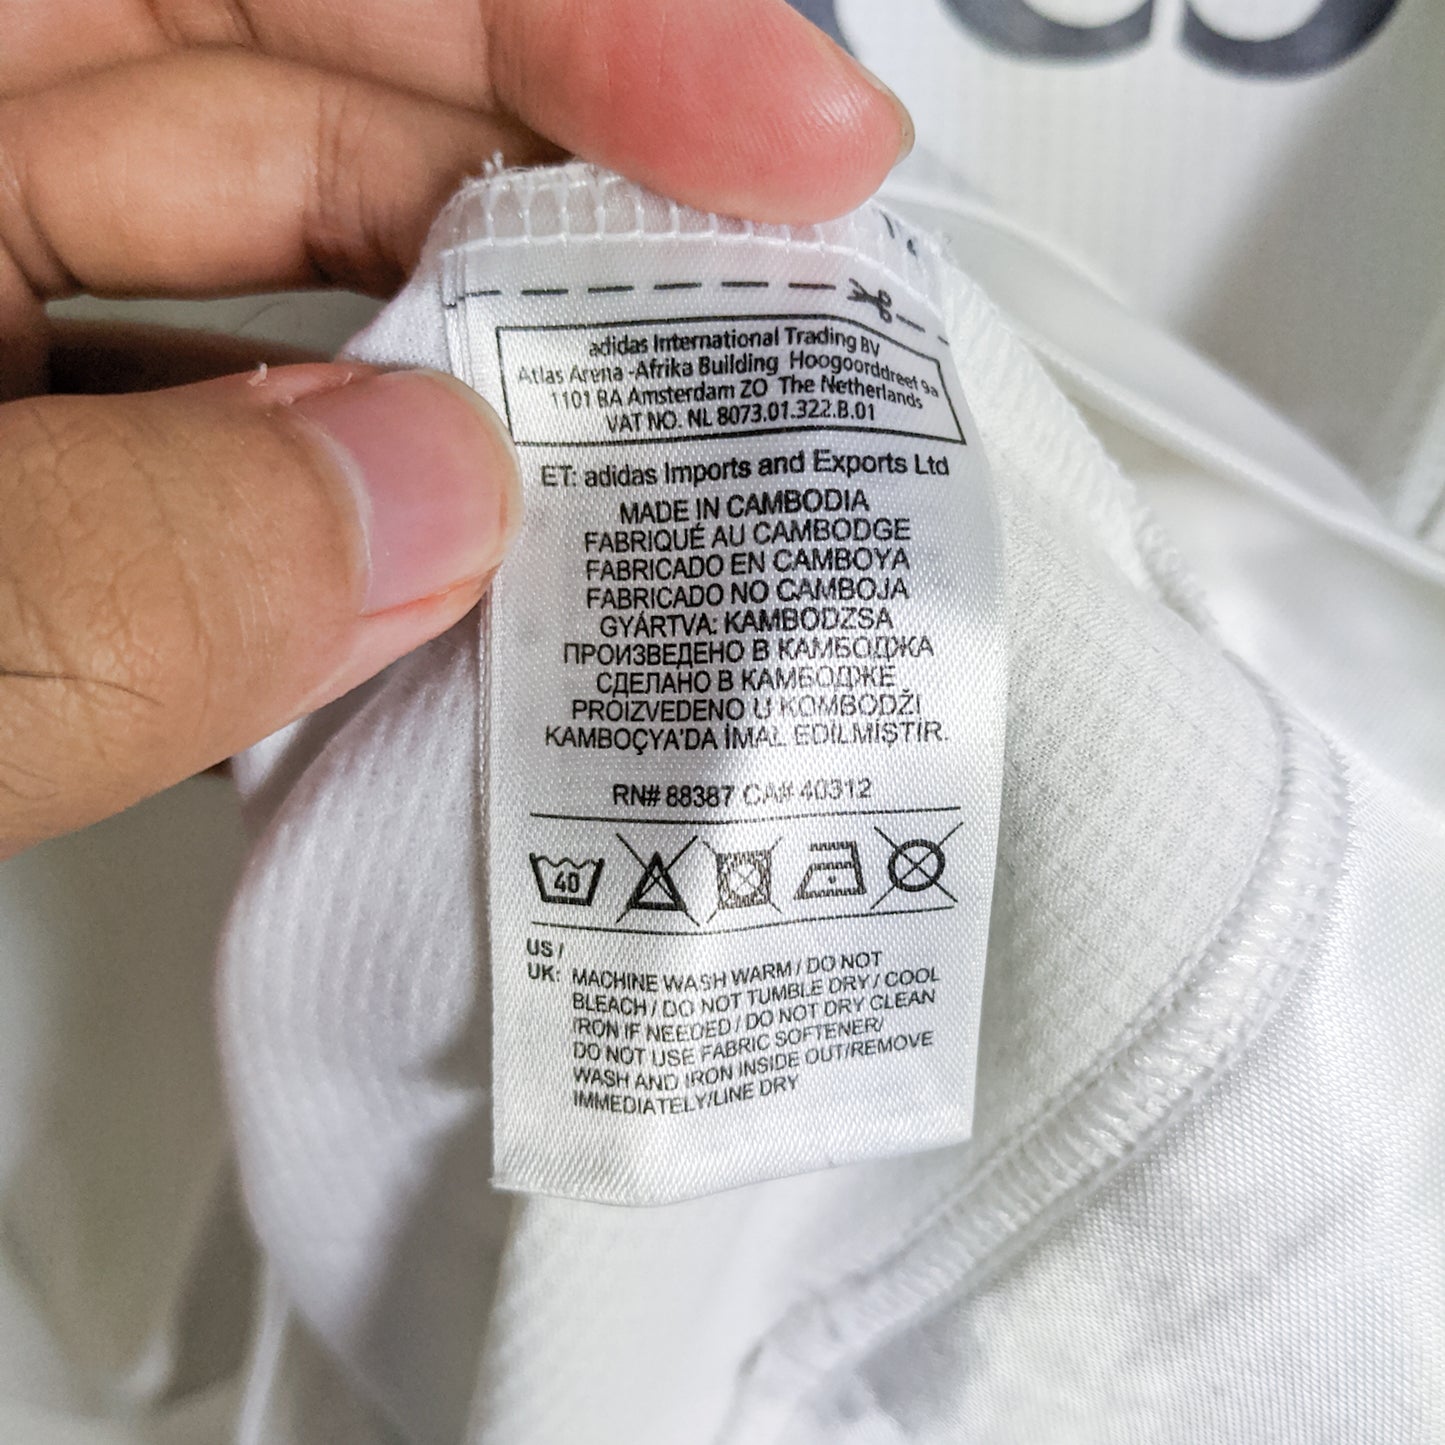 adidas International Trading BV
Atlas Arena -Afrika Building Hoogoorddreef 9a
1101 BA Amsterdam ZO The Netherlands
VAT NO. NL 8073.01.322.B.01
ET: adidas Imports and Exports Ltd
MADE IN CAMBODIA
FABRIQUÉ AU CAMBODGE
FABRICADO EN CAMBOYA
FABRICADO NO CAMBOJA
GYÁRTVA: KAMBODZSA
ПРОИЗВЕДЕНО В КАМБОДЖА
СДЕЛАНО В КАМБОДЖЕ
PROIZVEDENO U KOMBODŽI
KAMBOÇYA'DA İMAL EDİLMİŞTİR.
RN# 88387 CA# 40312
40
US /
UK: MACHINE WASH WARM / DO NOT
BLEACH / DO NOT TUMBLE DRY / COOL
IRON IF NEEDED / DO NOT DRY CLEAN
DO NOT USE FABRIC SOFTENER/
WASH AND IRON INSIDE OUT/REMOVE
IMMEDIATELY/LINE DRY